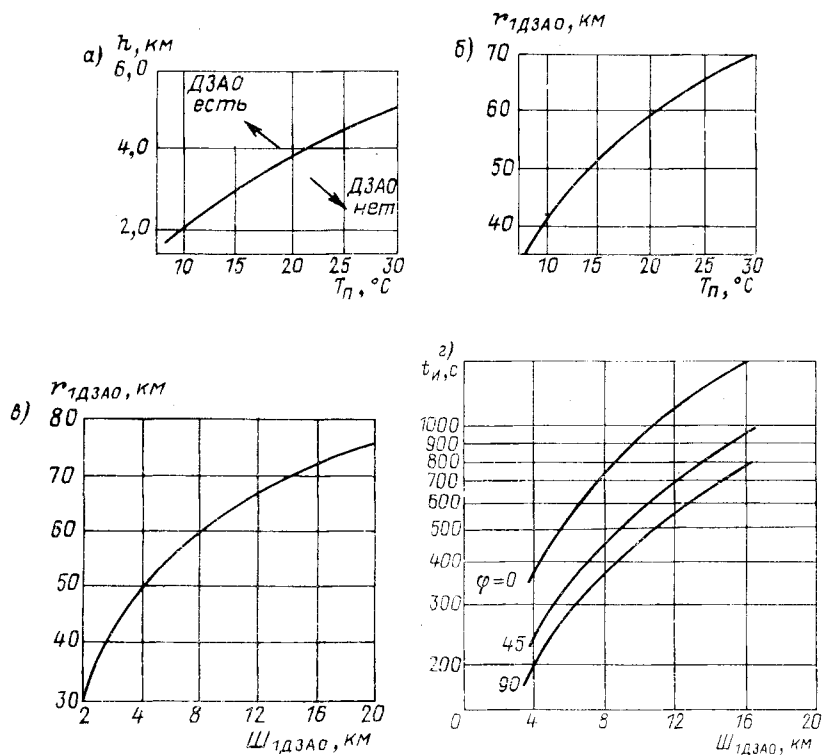 а) h, км
6,0
4,0
2,0
ДЗАО
есть
ДЗАО
нет
10 15 20 25 30
Tп, °C
б) r1ДЗАО, км
70
60
50
40
10 15 20 25 30
Tп, °C
в) r1ДЗАО, км
80
70
60
50
40
30
2 4 8 12 16 20
Ш1ДЗАО, км
г)
tи, с
1000
900
800
700
600
500
400
300
200
φ=0
45
90
0 4 8 12 16 20
Ш1ДЗАО, км